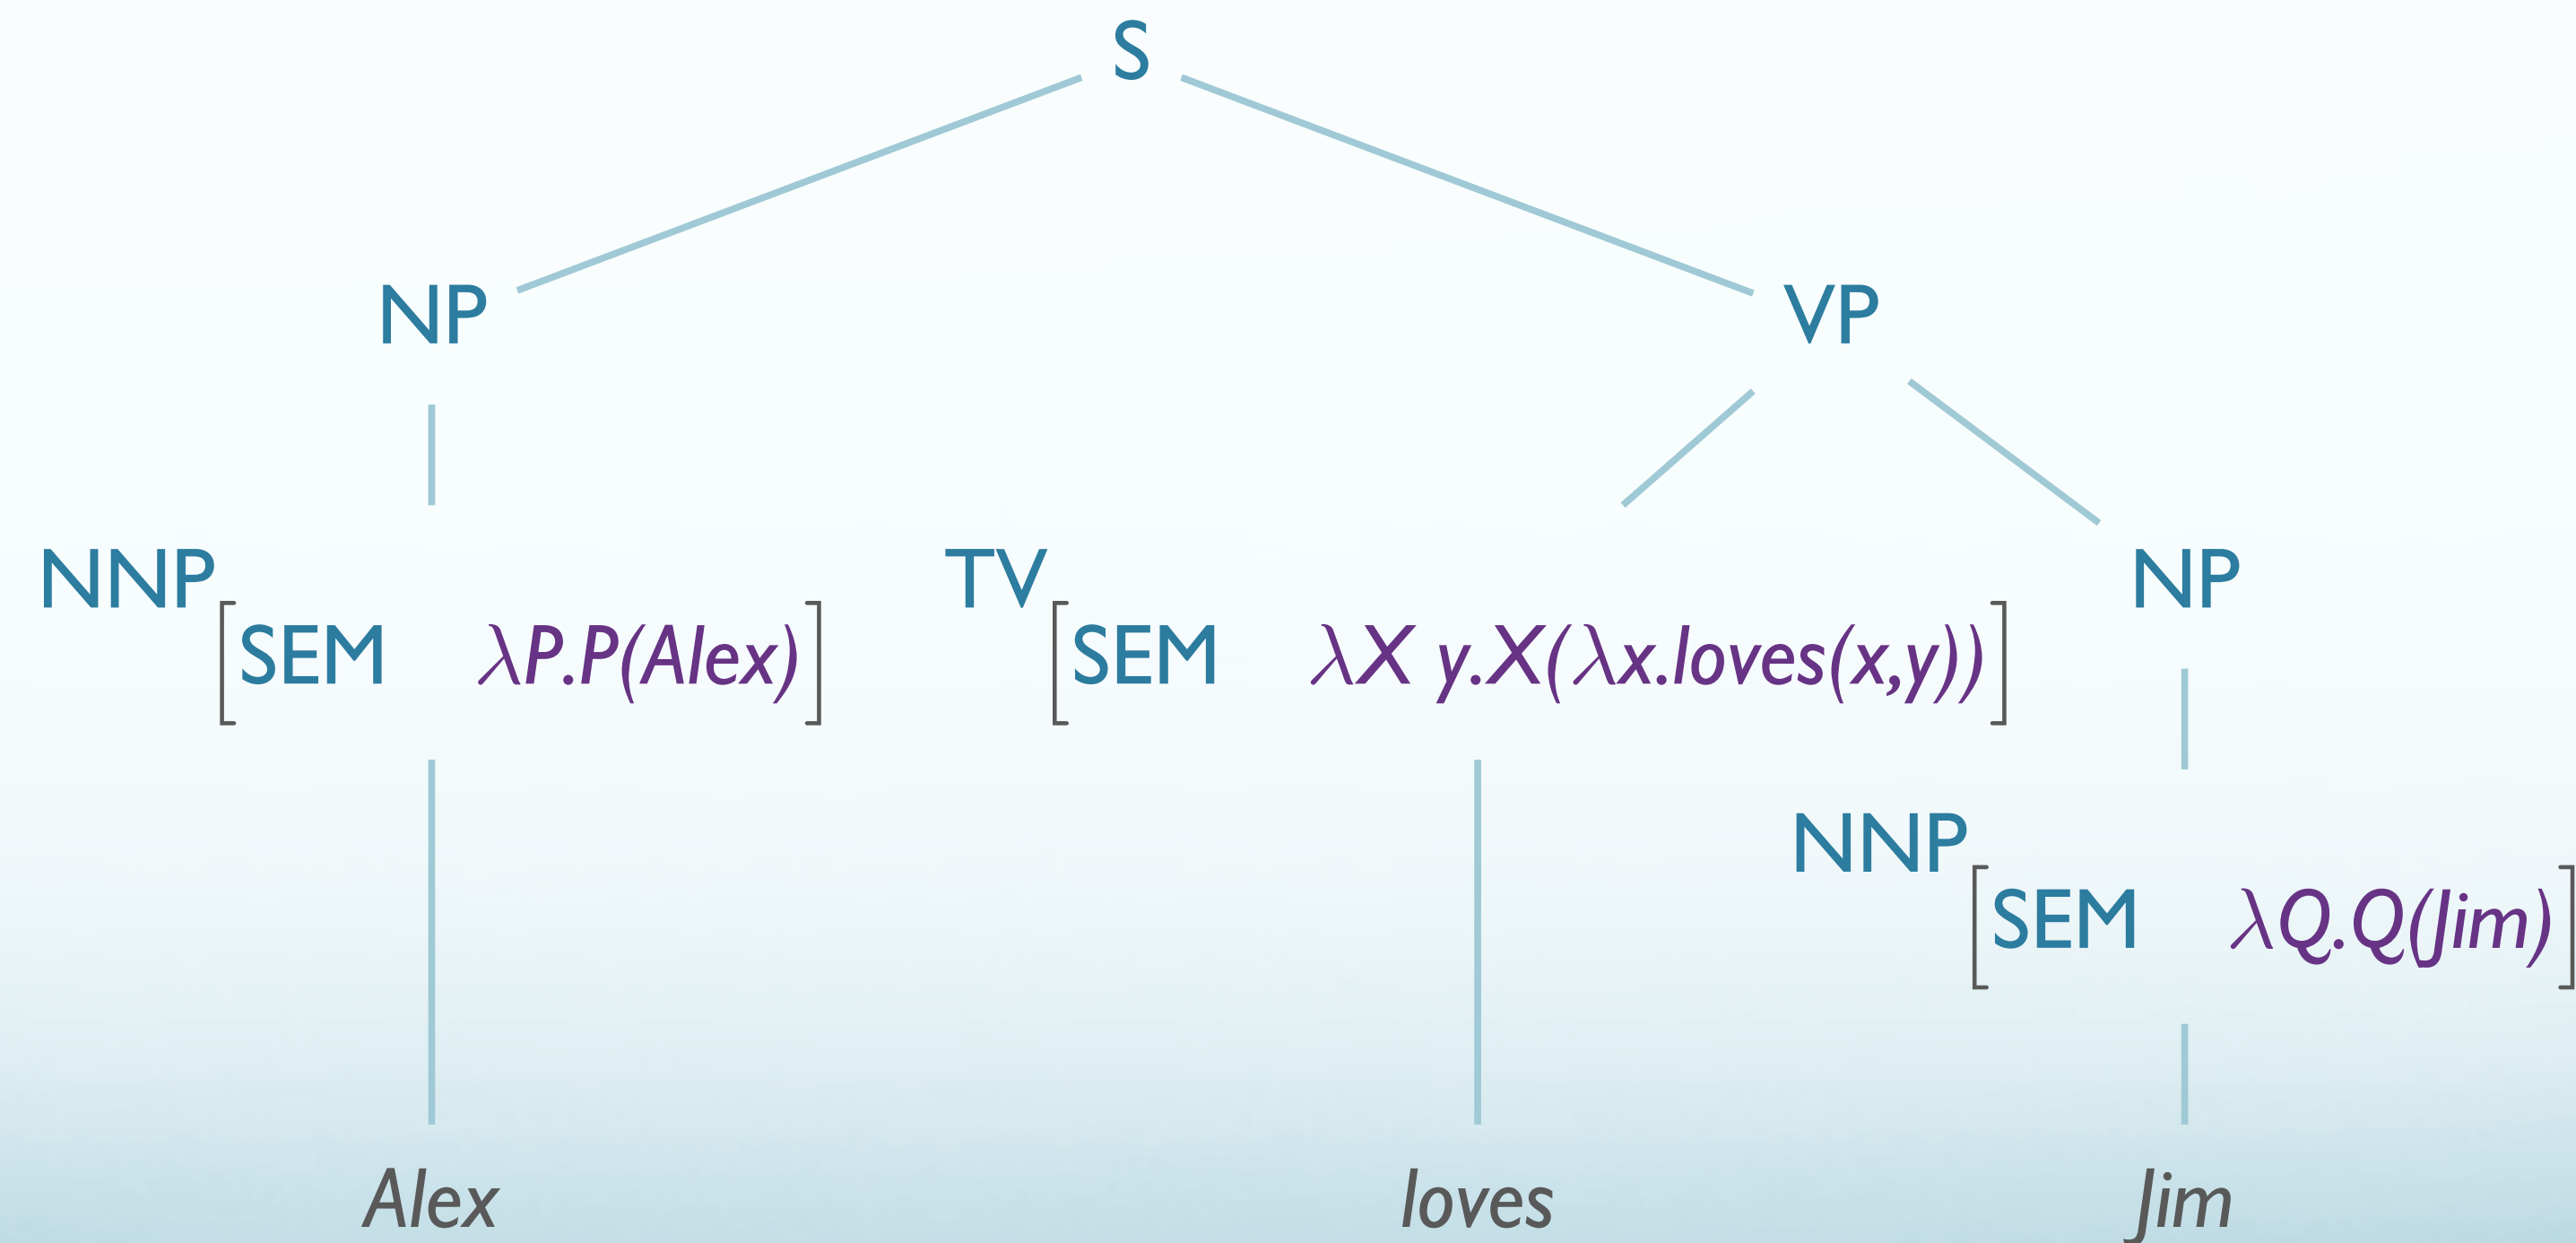 S
NP VP
NNP TV NP
[SEM λP.P(Alex)] [SEM λX y.X(λx.loves(x,y))]
NNP
[SEM λQ.Q(Jim)]
Alex loves Jim